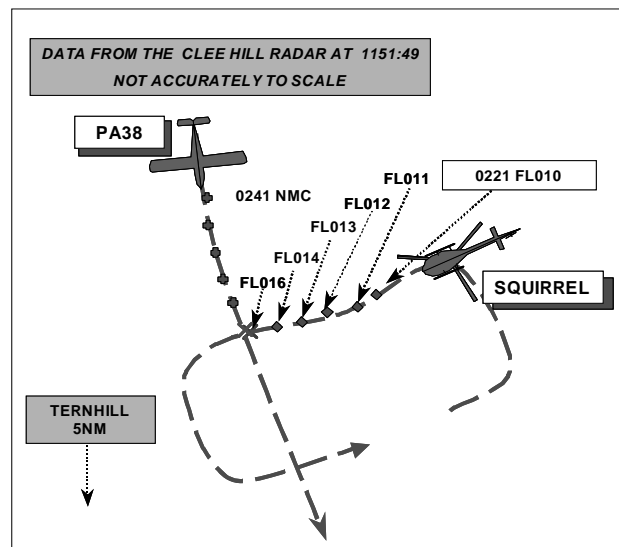 DATA FROM THE CLEE HILL RADAR AT 1151:49
NOT ACCURATELY TO SCALE
PA38
0241 NMC
FL011
0221 FL010
FL012
FL013
FL014
FL016
SQUIRREL
TERNHILL
5NM